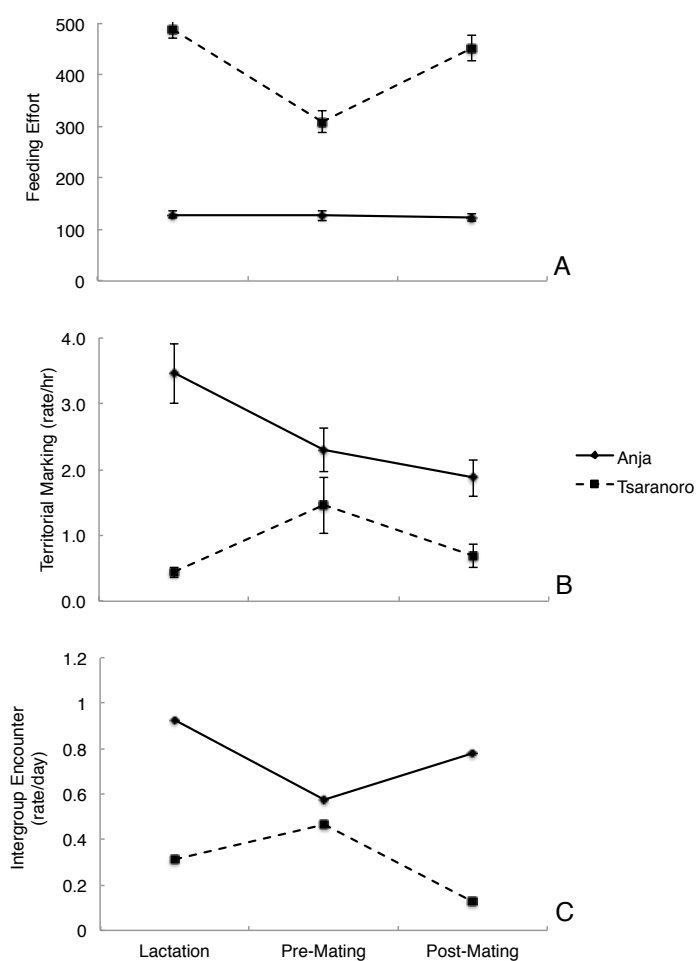 500
400
300
200
100
0
Feeding Effort
A
4.0
3.0
2.0
1.0
0.0
Territorial Marking (rate/hr)
B
Anja
Tsaranoro
1.2
1
0.8
0.6
0.4
0.2
0
Intergroup Encounter
(rate/day)
C
Lactation Pre-Mating Post-Mating